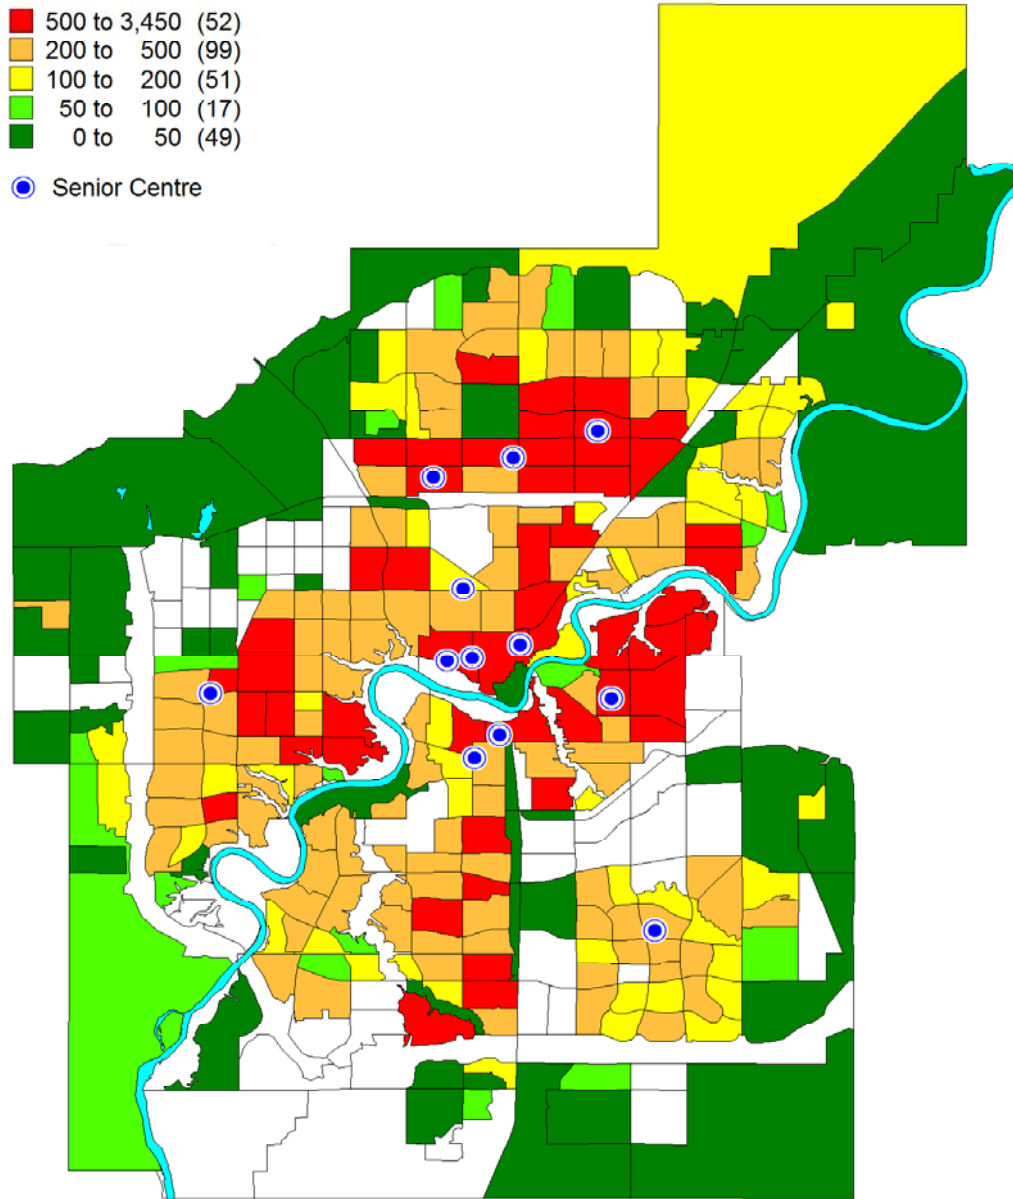 500 to 3,450 (52)
200 to 500 (99)
100 to 200 (51)
50 to 100 (17)
0 to 50 (49)
Senior Centre